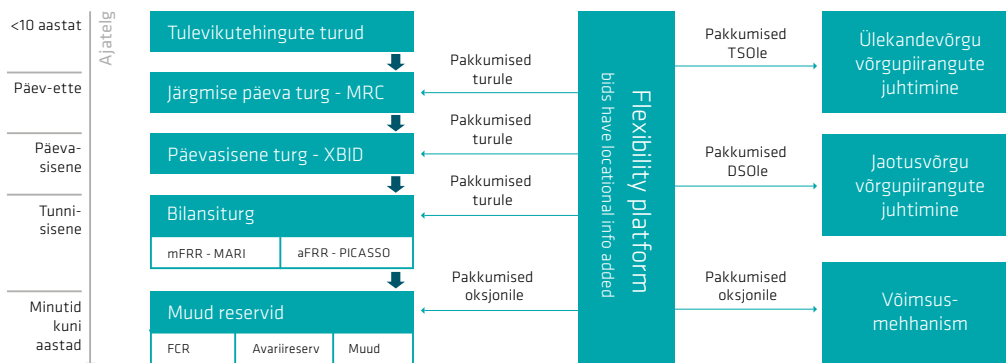 <10 aastat
Päev-ette
Päeva-
sisene
Tunni-
sisene
Minutid
kuni
aastad
Ajatelg
Tulevikutehingute turud
Järgmise päeva turg - MRC
Päevasisene turg - XBID
Bilansiturg
mFRR - MARI
aFRR - PICASSO
Muud reservid
FCR
Avariireserv
Muud
Pakkumised
turule
Pakkumised
turule
Pakkumised
turule
Pakkumised
oksjonile
Flexibility platform
bids have locational info added
Pakkumised
TSOle
Pakkumised
DSOle
Pakkumised
oksjonile
Ülekandevõrgu
võrgupiirangute
juhtimine
Jaotusvõrgu
võrgupiirangute
juhtimine
Võimsus-
mehhanism